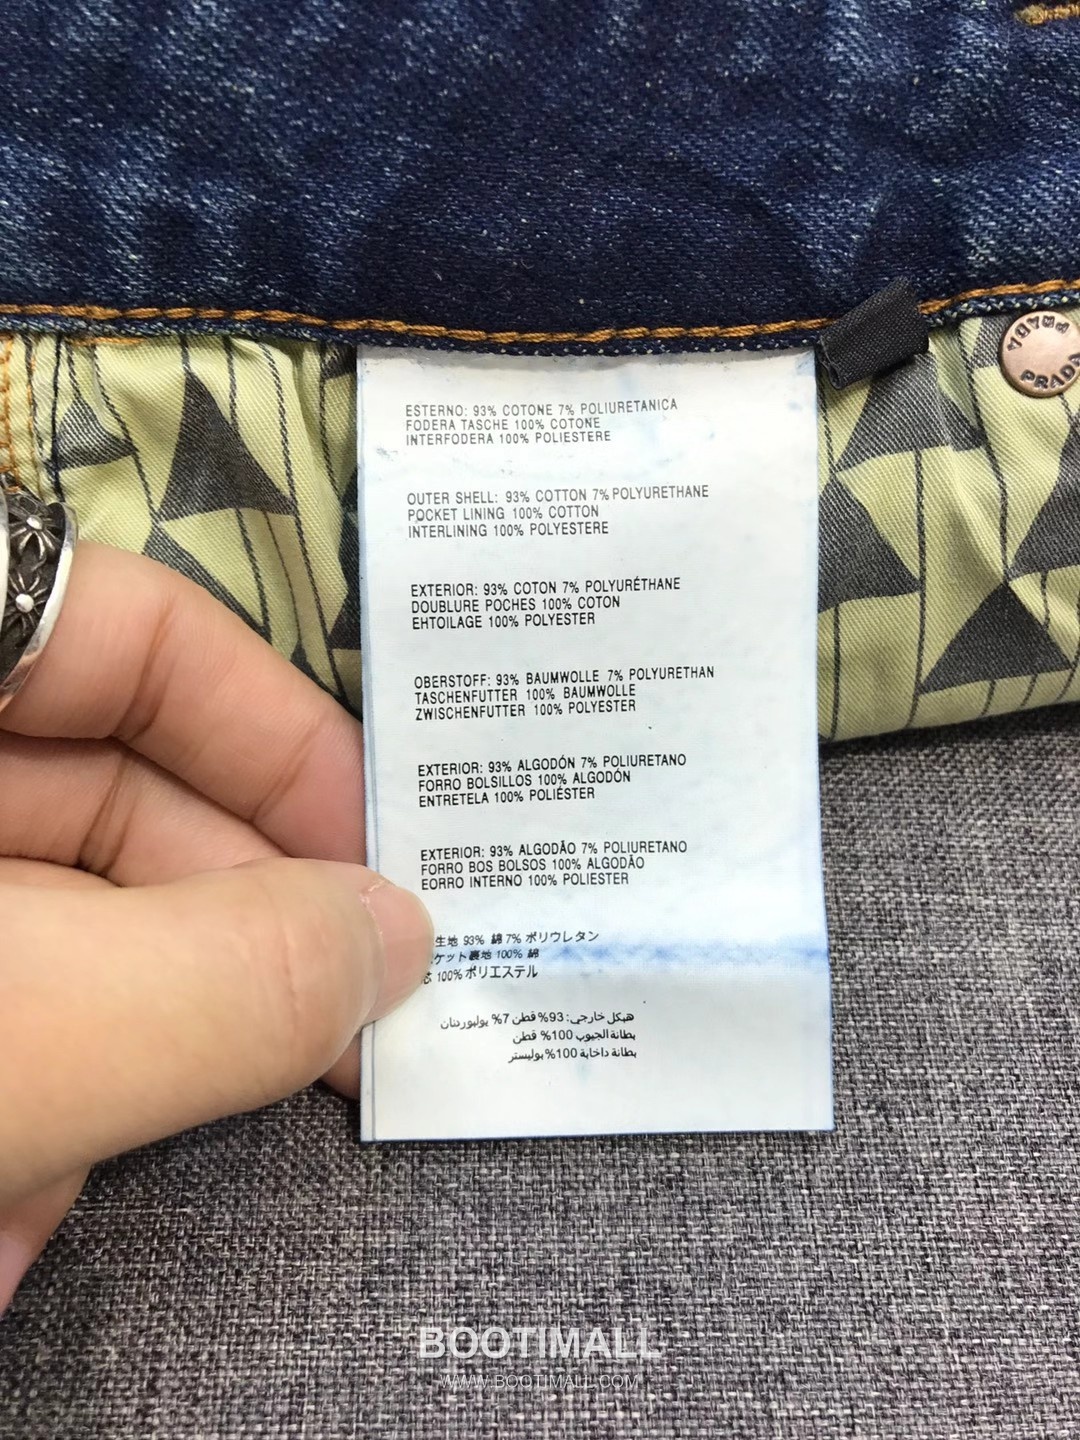 PRADA
PRADA
ESTERNO: 93% COTONE 7% POLIURETANICA
FODERA TASCHE 100% COTONE
INTERFODERA 100% POLIESTERE
OUTER SHELL: 93% COTTON 7% POLYURETHANE
POCKET LINING 100% COTTON
INTERLINING 100% POLYESTERE
EXTERIOR: 93% COTON 7% POLYURÉTHANE
DOUBLURE POCHES 100% COTON
EHTOILAGE 100% POLYESTER
OBERSTOFF: 93% BAUMWOLLE 7% POLYURETHAN
TASCHENFUTTER 100% BAUMWOLLE
ZWISCHENFUTTER 100% POLYESTER
EXTERIOR: 93% ALGODÓN 7% POLIURETANO
FORRO BOLSILLOS 100% ALGODÓN
ENTRETELA 100% POLIÉSTER
EXTERIOR: 93% ALGODÃO 7% POLIURETANO
FORRO BOS BOLSOS 100% ALGODÃO
EORRO INTERNO 100% POLIESTER
生地 93% 綿 7% ポリウレタン
ケット裏地 100% 綿
芯 100% ポリエステル
هيكل خارجي: 93% قطن 7% يوليوردتان
بطانة الجيوب 100% قطن
بطانة داخاية 100% بوليستر
BOOTIMALL
WWW.BOOTIMALL.COM